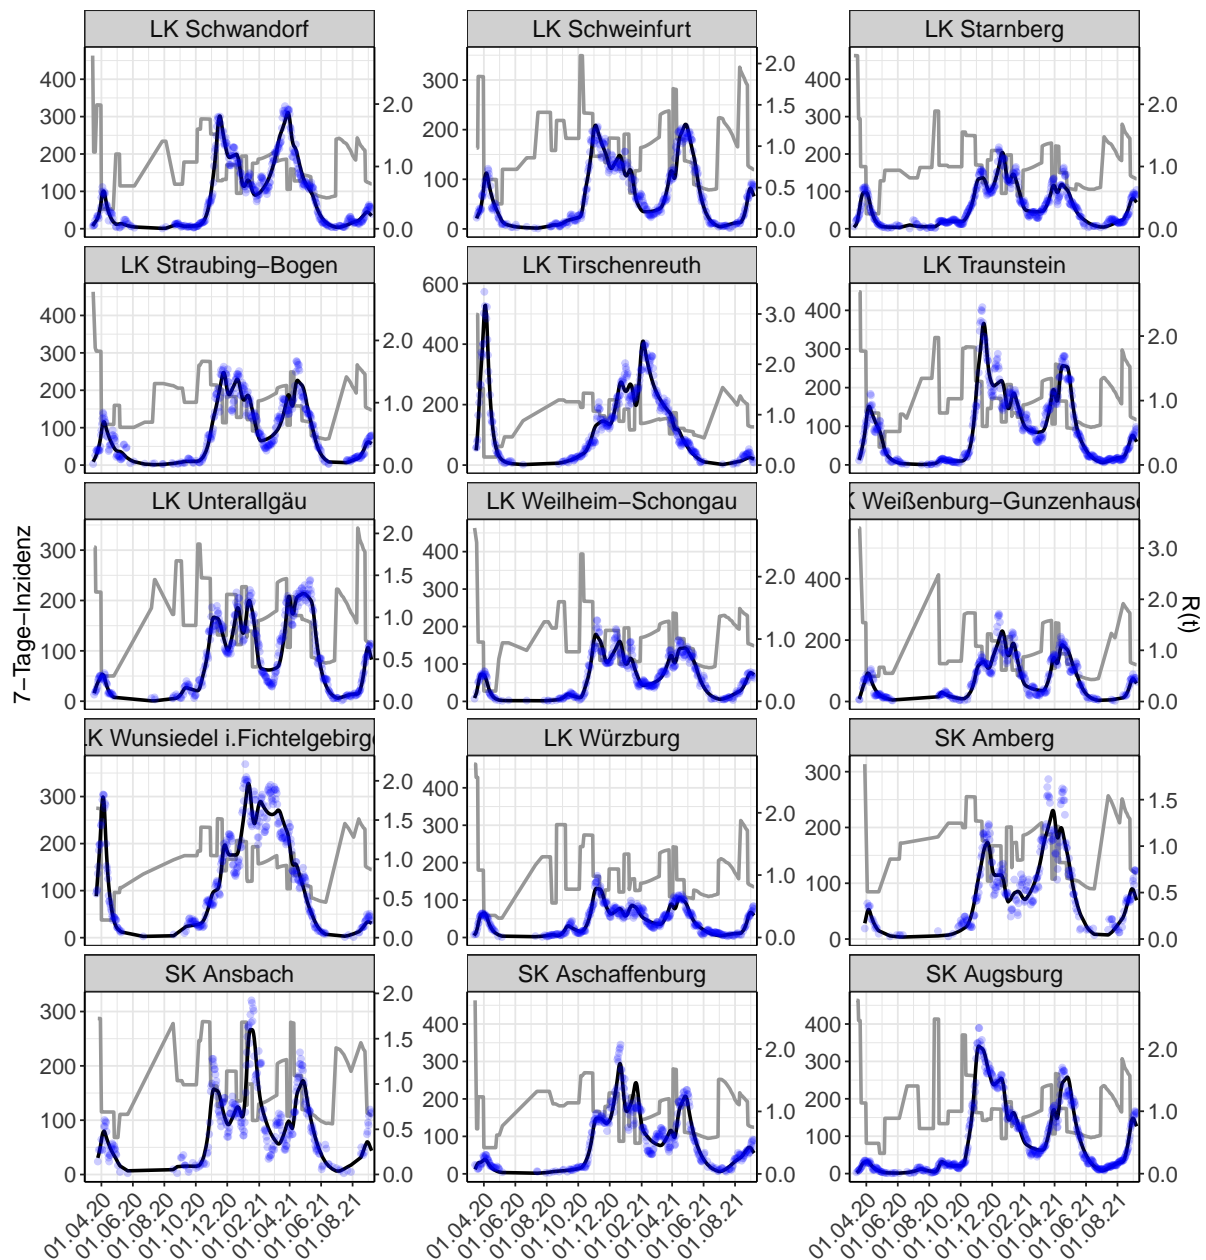 LK Schwandorf LK Schweinfurt LK Starnberg
400 300 200 100 0 2.0 1.0 0.0
300 200 100 0 2.0 1.5 1.0 0.5 0.0
400 300 200 100 0 2.0 1.0 0.0
LK Straubing−Bogen LK Tirschenreuth LK Traunstein
400 300 200 100 0 2.0 1.0 0.0
600 400 200 0 3.0 2.0 1.0 0.0
400 300 200 100 0 2.0 1.0 0.0
LK Unterallgäu LK Weilheim−Schongau K Weißenburg−Gunzenhause
300 200 100 0 2.0 1.5 1.0 0.5 0.0
400 300 200 100 0 2.0 1.0 0.0
400 200 0 3.0 2.0 1.0 0.0
7−Tage−Inzidenz
R(t)
LK Wunsiedel i.Fichtelgebirge LK Würzburg SK Amberg
300 200 100 0 2.0 1.5 1.0 0.5 0.0
400 300 200 100 0 2.0 1.0 0.0
300 200 100 0 1.5 1.0 0.5 0.0
SK Ansbach SK Aschaffenburg SK Augsburg
300 200 100 0 2.0 1.5 1.0 0.5 0.0
400 300 200 100 0 2.0 1.0 0.0
400 300 200 100 0 2.0 1.0 0.0
01.04.20 01.06.20 01.08.20 01.10.20 01.12.20 01.02.21 01.04.21 01.06.21 01.08.21
01.04.20 01.06.20 01.08.20 01.10.20 01.12.20 01.02.21 01.04.21 01.06.21 01.08.21
01.04.20 01.06.20 01.08.20 01.10.20 01.12.20 01.02.21 01.04.21 01.06.21 01.08.21